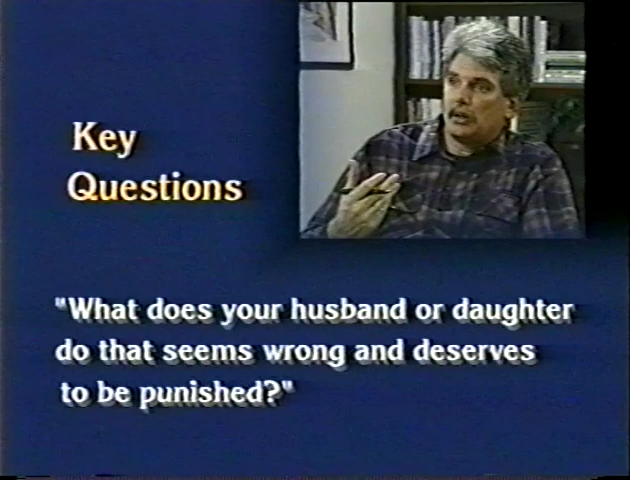 Key
Questions
"What does your husband or daughter
do that seems wrong and deserves
to be punished?"